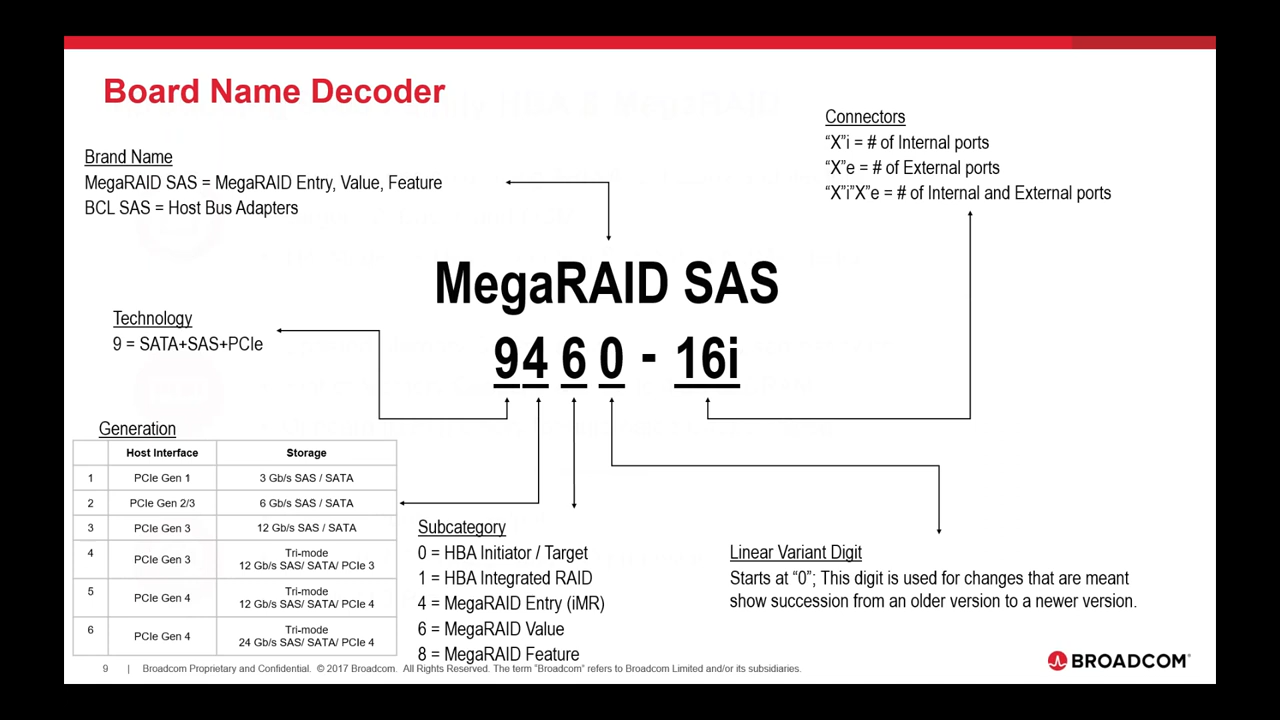 Board Name Decoder
Brand Name
MegaRAID SAS = MegaRAID Entry, Value, Feature
BCL SAS = Host Bus Adapters
Connectors
“X”i = # of Internal ports
“X”e = # of External ports
“X”i”X”e = # of Internal and External ports
MegaRAID SAS
9 4 6 0 - 16i
Technology
9 = SATA+SAS+PCIe
Generation
Host Interface Storage
1 PCIe Gen 1 3 Gb/s SAS / SATA
2 PCIe Gen 2/3 6 Gb/s SAS / SATA
3 PCIe Gen 3 12 Gb/s SAS / SATA
4 PCIe Gen 3 Tri-mode
12 Gb/s SAS/ SATA/ PCIe 3
5 PCIe Gen 4 Tri-mode
12 Gb/s SAS/ SATA/ PCIe 4
6 PCIe Gen 4 Tri-mode
24 Gb/s SAS/ SATA/ PCIe 4
Subcategory
0 = HBA Initiator / Target
1 = HBA Integrated RAID
4 = MegaRAID Entry (iMR)
6 = MegaRAID Value
8 = MegaRAID Feature
Linear Variant Digit
Starts at “0”; This digit is used for changes that are meant
show succession from an older version to a newer version.
9 | Broadcom Proprietary and Confidential. © 2017 Broadcom. All Rights Reserved. The term “Broadcom” refers to Broadcom Limited and/or its subsidiaries.
BROADCOM®